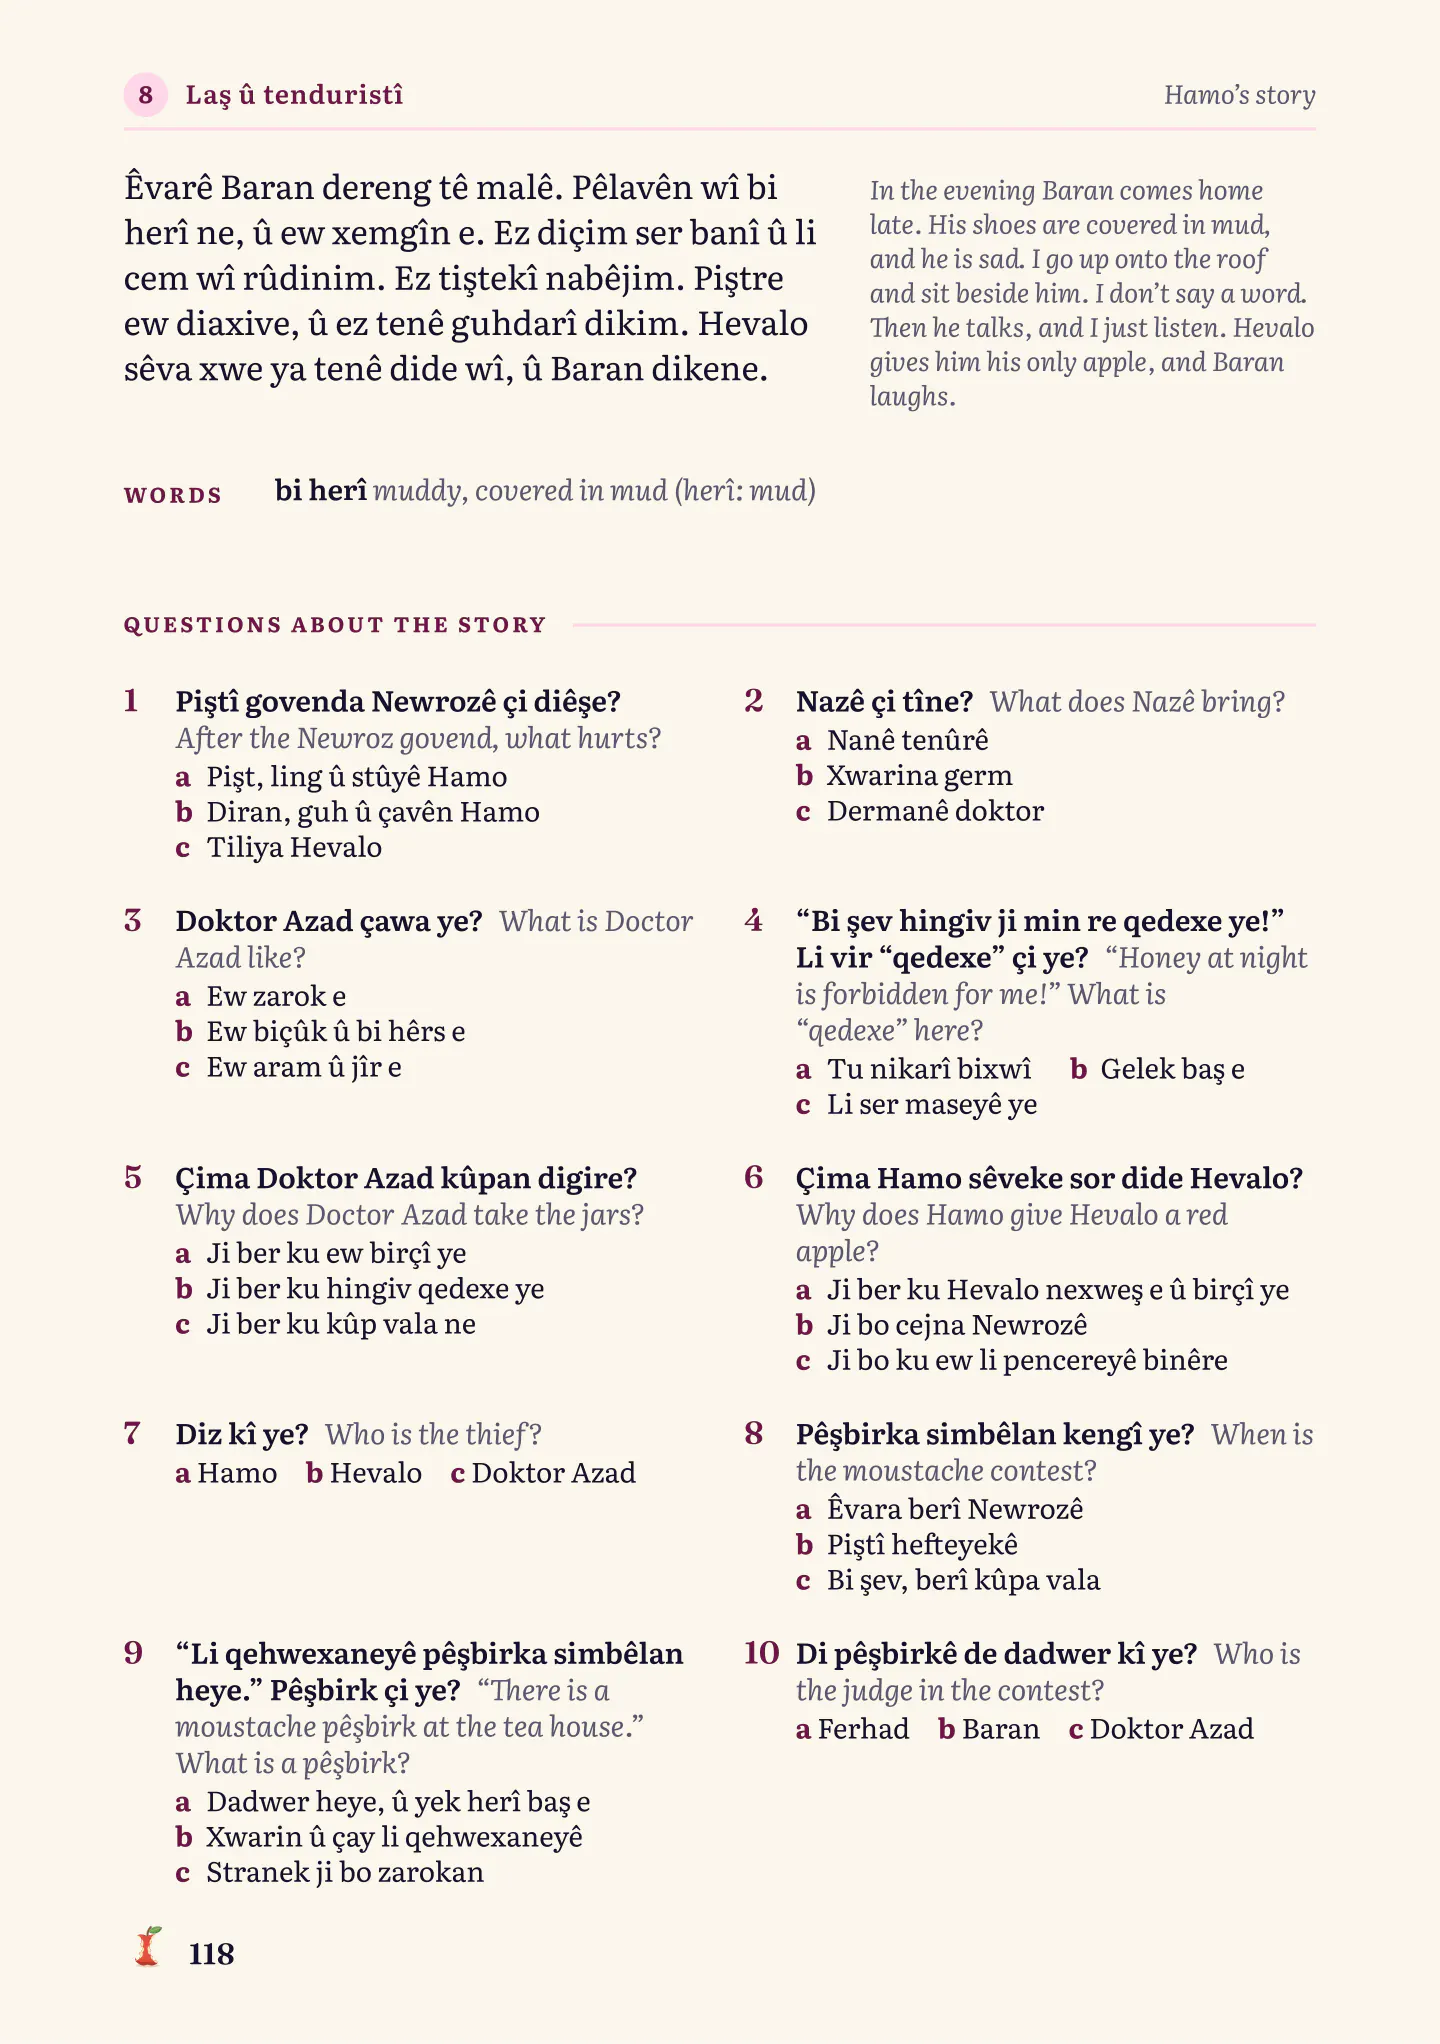 8 Laş û tenduristî
Hamo’s story
Êvarê Baran dereng tê malê. Pêlavên wî bi
herî ne, û ew xemgîn e. Ez diçim ser banî û li
cem wî rûdinim. Ez tiştekî nabêjim. Piştre
ew diaxive, û ez tenê guhdarî dikim. Hevalo
sêva xwe ya tenê dide wî, û Baran dikene.
In the evening Baran comes home
late. His shoes are covered in mud,
and he is sad. I go up onto the roof
and sit beside him. I don’t say a word.
Then he talks, and I just listen. Hevalo
gives him his only apple, and Baran
laughs.
WORDS bi herî muddy, covered in mud (herî: mud)
QUESTIONS ABOUT THE STORY
1 Piştî govenda Newrozê çi diêşe?
After the Newroz govend, what hurts?
a Pişt, ling û stûyê Hamo
b Diran, guh û çavên Hamo
c Tiliya Hevalo
2 Nazê çi tîne? What does Nazê bring?
a Nanê tenûrê
b Xwarina germ
c Dermanê doktor
3 Doktor Azad çawa ye? What is Doctor
Azad like?
a Ew zarok e
b Ew biçûk û bi hêrs e
c Ew aram û jîr e
4 “Bi şev hingiv ji min re qedexe ye!”
Li vir “qedexe” çi ye? “Honey at night
is forbidden for me!” What is
“qedexe” here?
a Tu nikarî bixwî b Gelek baş e
c Li ser maseyê ye
5 Çima Doktor Azad kûpan digire?
Why does Doctor Azad take the jars?
a Ji ber ku ew birçî ye
b Ji ber ku hingiv qedexe ye
c Ji ber ku kûp vala ne
6 Çima Hamo sêveke sor dide Hevalo?
Why does Hamo give Hevalo a red
apple?
a Ji ber ku Hevalo nexweş e û birçî ye
b Ji bo cejna Newrozê
c Ji bo ku ew li pencereyê binêre
7 Diz kî ye? Who is the thief?
a Hamo b Hevalo c Doktor Azad
8 Pêşbirka simbêlan kengî ye? When is
the moustache contest?
a Êvara berî Newrozê
b Piştî hefteyekê
c Bi şev, berî kûpa vala
9 “Li qehwexaneyê pêşbirka simbêlan
heye.” Pêşbirk çi ye? “There is a
moustache pêşbirk at the tea house.”
What is a pêşbirk?
a Dadwer heye, û yek herî baş e
b Xwarin û çay li qehwexaneyê
c Stranek ji bo zarokan
10 Di pêşbirkê de dadwer kî ye? Who is
the judge in the contest?
a Ferhad b Baran c Doktor Azad
118